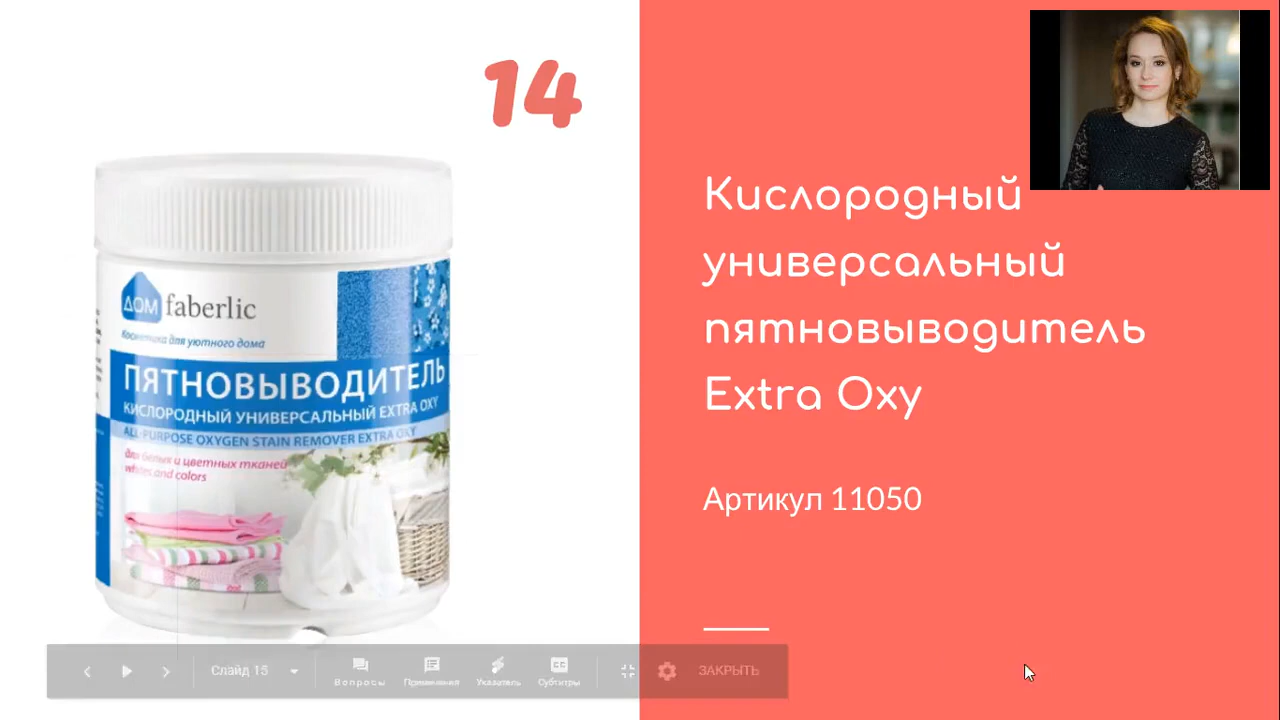 14
Кислородный
универсальный
пятновыводитель
Extra Oxy
Артикул 11050
ДОМ faberlic
Косметика для уютного дома
ПЯТНОВЫВОДИТЕЛЬ
КИСЛОРОДНЫЙ УНИВЕРСАЛЬНЫЙ EXTRA OXY
ALL-PURPOSE OXYGEN STAIN REMOVER EXTRA OXY
для белых и цветных тканей
whites and colors
Слайд 15
Вопросы
Примечания
Указатель
Субтитры
ЗАКРЫТЬ